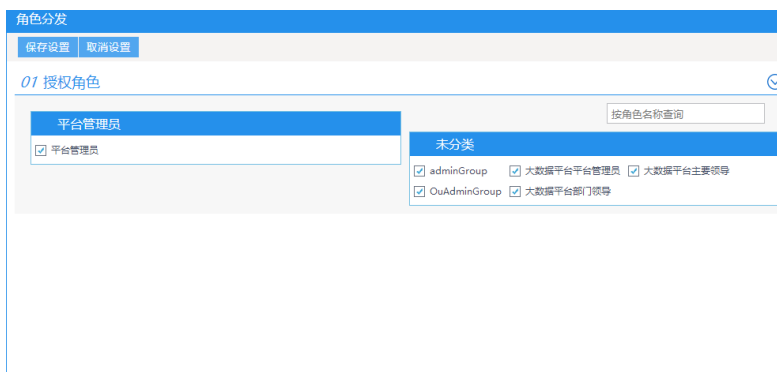 角色分发
保存设置 取消设置
01 授权角色
按角色名称查询
平台管理员
平台管理员
未分类
adminGroup 大数据平台平台管理员 大数据平台主要领导
OuAdminGroup 大数据平台部门领导